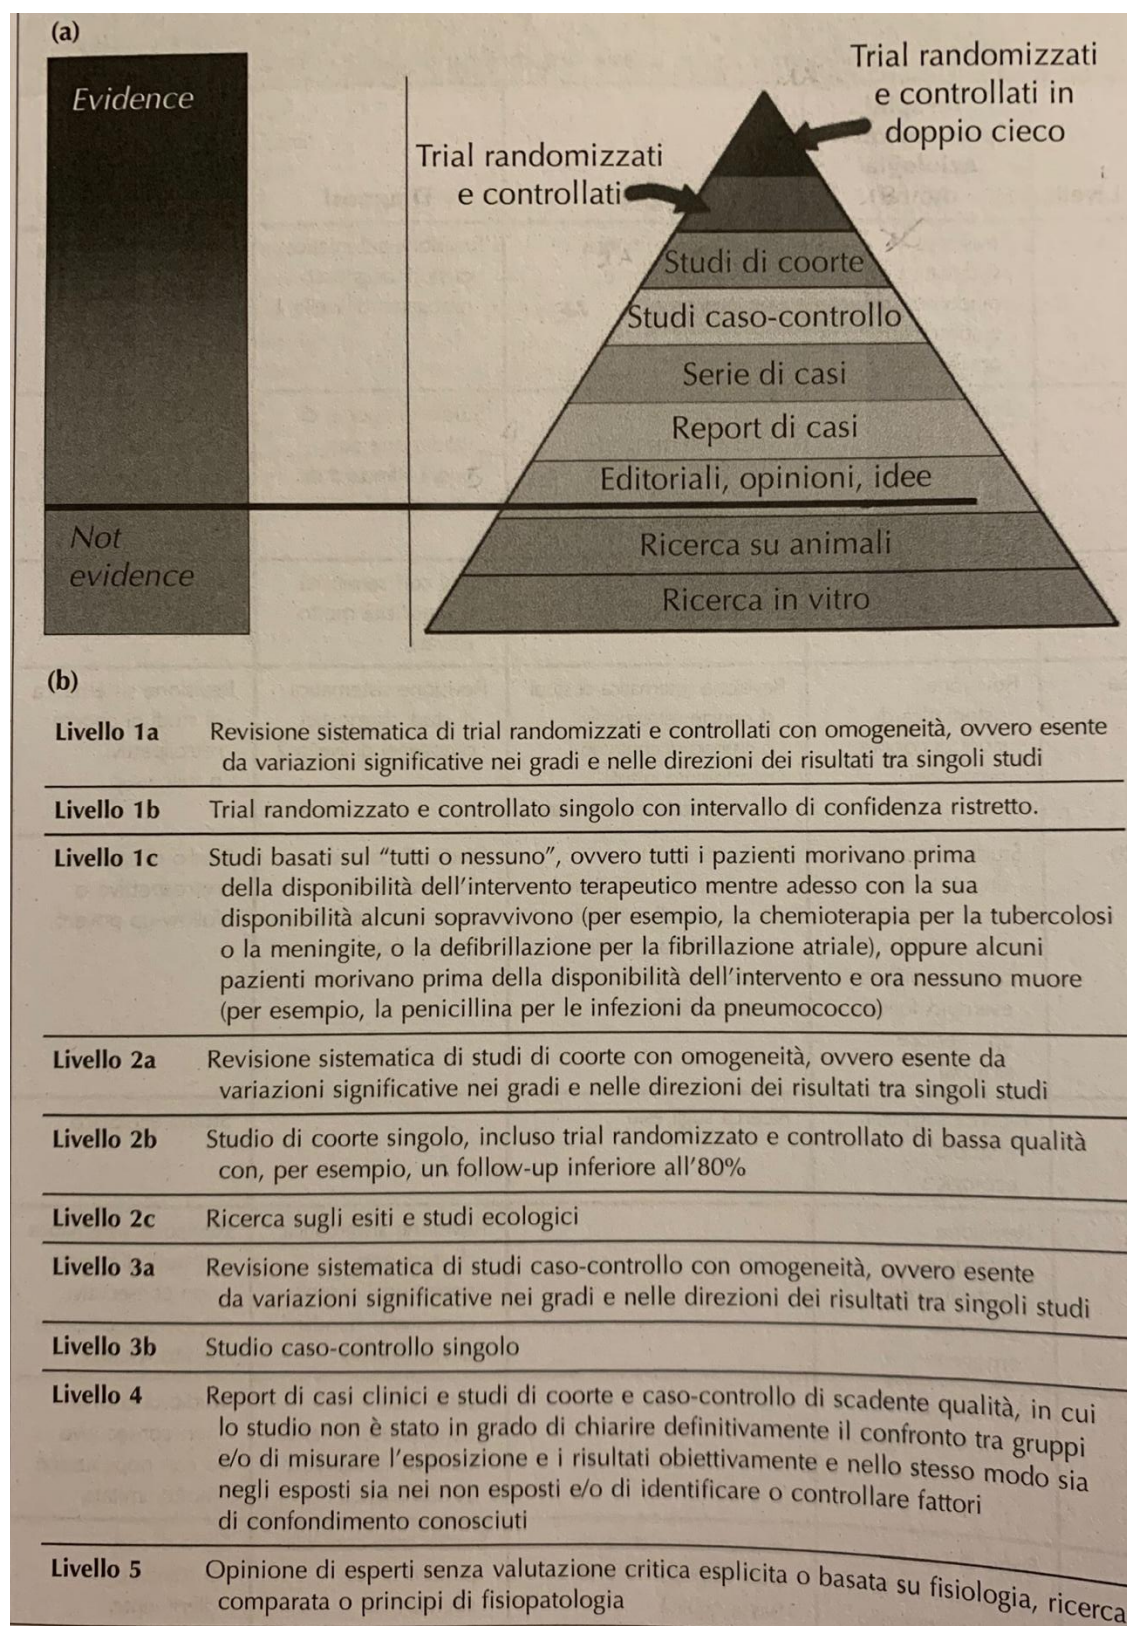 (a)
Evidence
Not
evidence
Trial randomizzati
e controllati in
doppio cieco
Trial randomizzati
e controllati
Studi di coorte
Studi caso-controllo
Serie di casi
Report di casi
Editoriali, opinioni, idee
Ricerca su animali
Ricerca in vitro
(b)
Livello 1a Revisione sistematica di trial randomizzati e controllati con omogeneità, ovvero esente
da variazioni significative nei gradi e nelle direzioni dei risultati tra singoli studi
Livello 1b Trial randomizzato e controllato singolo con intervallo di confidenza ristretto.
Livello 1c Studi basati sul “tutti o nessuno”, ovvero tutti i pazienti morivano prima
della disponibilità dell’intervento terapeutico mentre adesso con la sua
disponibilità alcuni sopravvivono (per esempio, la chemioterapia per la tubercolosi
o la meningite, o la defibrillazione per la fibrillazione atriale), oppure alcuni
pazienti morivano prima della disponibilità dell’intervento e ora nessuno muore
(per esempio, la penicillina per le infezioni da pneumococco)
Livello 2a Revisione sistematica di studi di coorte con omogeneità, ovvero esente da
variazioni significative nei gradi e nelle direzioni dei risultati tra singoli studi
Livello 2b Studio di coorte singolo, incluso trial randomizzato e controllato di bassa qualità
con, per esempio, un follow-up inferiore all’80%
Livello 2c Ricerca sugli esiti e studi ecologici
Livello 3a Revisione sistematica di studi caso-controllo con omogeneità, ovvero esente
da variazioni significative nei gradi e nelle direzioni dei risultati tra singoli studi
Livello 3b Studio caso-controllo singolo
Livello 4 Report di casi clinici e studi di coorte e caso-controllo di scadente qualità, in cui
lo studio non è stato in grado di chiarire definitivamente il confronto tra gruppi
e/o di misurare l’esposizione e i risultati obiettivamente e nello stesso modo sia
negli esposti sia nei non esposti e/o di identificare o controllare fattori
di confondimento conosciuti
Livello 5 Opinione di esperti senza valutazione critica esplicita o basata su fisiologia, ricerca
comparata o principi di fisiopatologia